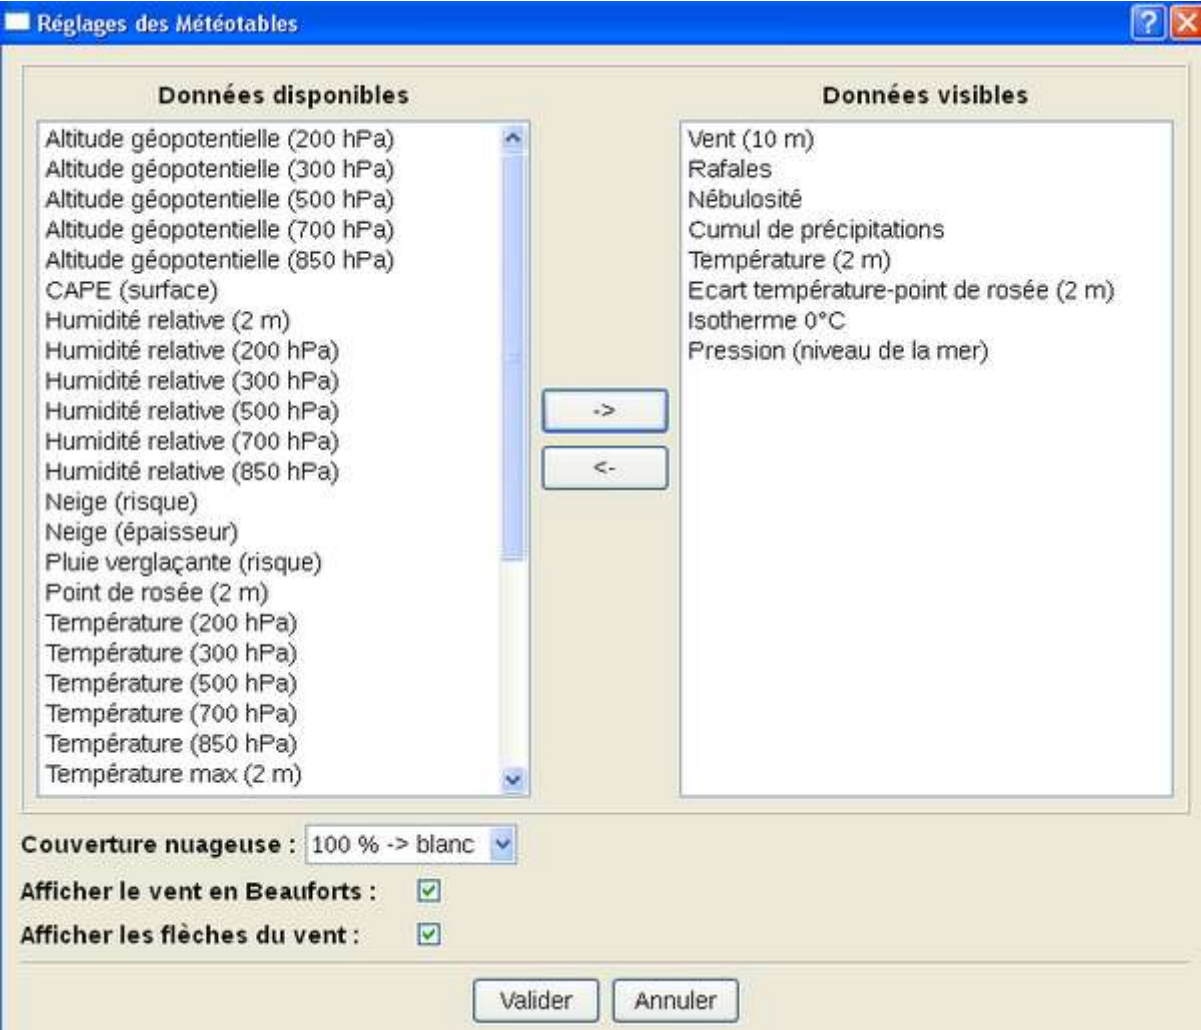 Réglages des Météotables
Données disponibles
Altitude géopotentielle (200 hPa)
Altitude géopotentielle (300 hPa)
Altitude géopotentielle (500 hPa)
Altitude géopotentielle (700 hPa)
Altitude géopotentielle (850 hPa)
CAPE (surface)
Humidité relative (2 m)
Humidité relative (200 hPa)
Humidité relative (300 hPa)
Humidité relative (500 hPa)
Humidité relative (700 hPa)
Humidité relative (850 hPa)
Neige (risque)
Neige (épaisseur)
Pluie verglaçante (risque)
Point de rosée (2 m)
Température (200 hPa)
Température (300 hPa)
Température (500 hPa)
Température (700 hPa)
Température (850 hPa)
Température max (2 m)
->
<-
Données visibles
Vent (10 m)
Rafales
Nébulosité
Cumul de précipitations
Température (2 m)
Ecart température-point de rosée (2 m)
Isotherme 0°C
Pression (niveau de la mer)
Couverture nuageuse : 100 % -> blanc
Afficher le vent en Beauforts :
Afficher les flèches du vent :
Valider Annuler